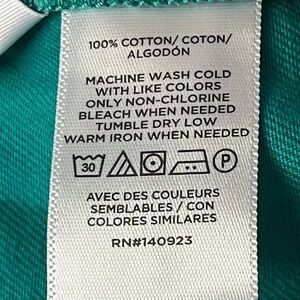 100% COTTON/ COTON/
ALGODÓN
MACHINE WASH COLD
WITH LIKE COLORS
ONLY NON-CHLORINE
BLEACH WHEN NEEDED
TUMBLE DRY LOW
WARM IRON WHEN NEEDED
30 P
AVEC DES COULEURS
SEMBLABLES / CON
COLORES SIMILARES
RN#140923